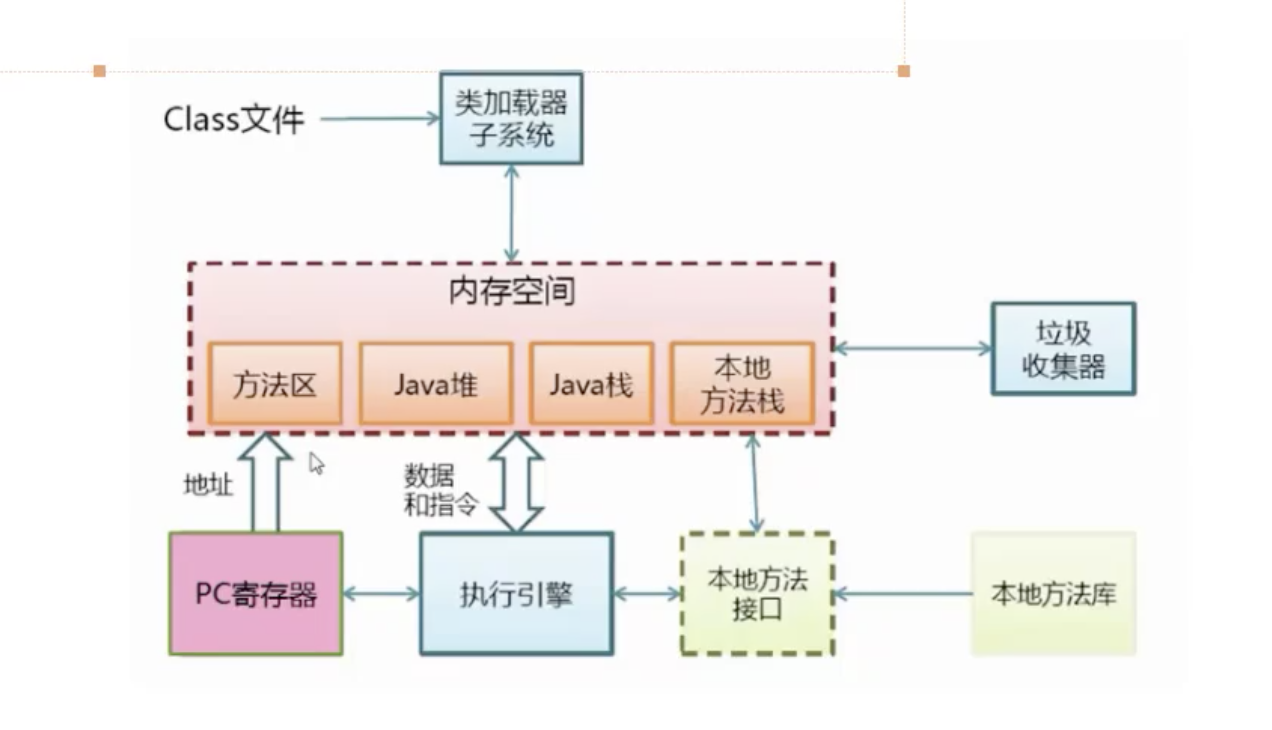 Class文件
类加载器
子系统
内存空间
方法区
Java堆
Java栈
本地
方法栈
垃圾
收集器
地址
数据
和指令
PC寄存器
执行引擎
本地方法
接口
本地方法库